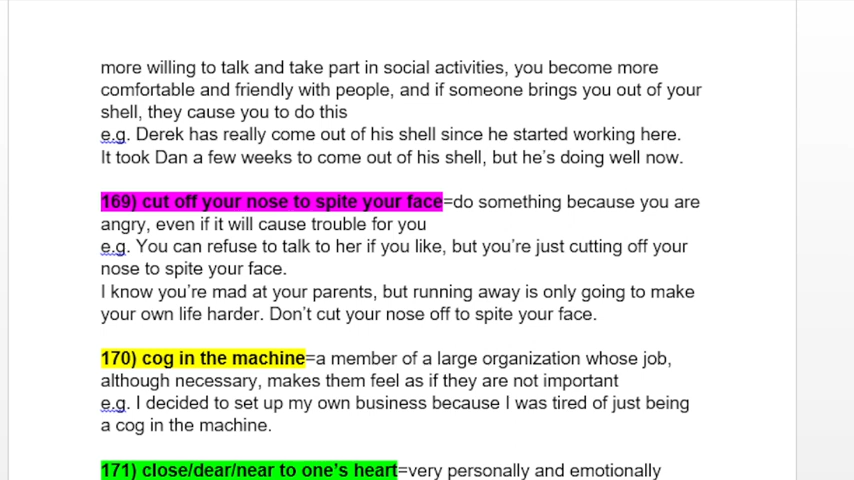 more willing to talk and take part in social activities, you become more
comfortable and friendly with people, and if someone brings you out of your
shell, they cause you to do this
e.g. Derek has really come out of his shell since he started working here.
It took Dan a few weeks to come out of his shell, but he’s doing well now.
169) cut off your nose to spite your face=do something because you are
angry, even if it will cause trouble for you
e.g. You can refuse to talk to her if you like, but you’re just cutting off your
nose to spite your face.
I know you’re mad at your parents, but running away is only going to make
your own life harder. Don’t cut your nose off to spite your face.
170) cog in the machine=a member of a large organization whose job,
although necessary, makes them feel as if they are not important
e.g. I decided to set up my own business because I was tired of just being
a cog in the machine.
171) close/dear/near to one’s heart=very personally and emotionally